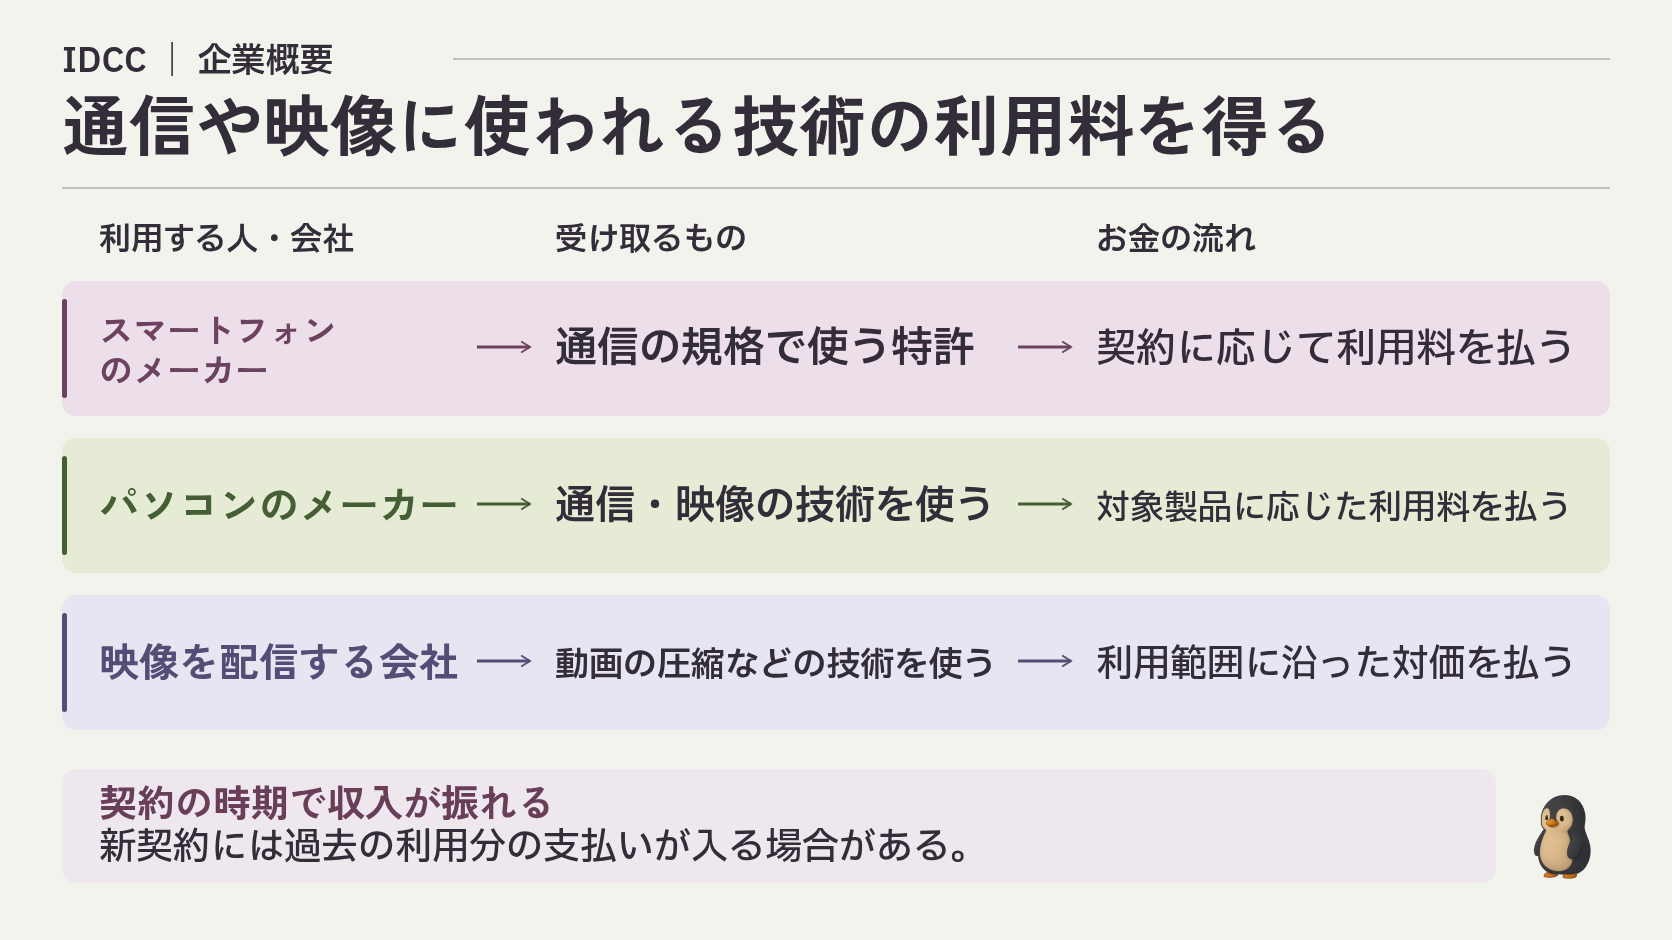 IDCC｜企業概要
通信や映像に使われる技術の利用料を得る
利用する人・会社
受け取るもの
お金の流れ
スマートフォン
のメーカー
通信の規格で使う特許
契約に応じて利用料を払う
パソコンのメーカー
通信・映像の技術を使う
対象製品に応じた利用料を払う
映像を配信する会社
動画の圧縮などの技術を使う
利用範囲に沿った対価を払う
契約の時期で収入が振れる
新契約には過去の利用分の支払いが入る場合がある。